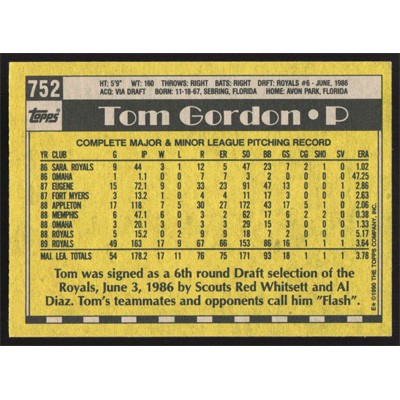 752
Topps
HT: 5'9" WT: 160 THROWS: RIGHT BATS: RIGHT DRFT: ROYALS #6 - JUNE, 1986
ACQ: VIA DRAFT BORN: 11-18-67, SEBRING, FLORIDA HOME: AVON PARK, FLORIDA
Tom Gordon • P
COMPLETE MAJOR & MINOR LEAGUE PITCHING RECORD
YR CLUB G IP W L R ER SO BB GS CG SHO SV ERA
86 SARA. ROYALS 9 44 3 1 12 5 47 23 7 2 1 0 1.02
86 OMAHA 1 1.1 0 0 7 7 3 2 0 0 0 0 47.25
87 EUGENE 15 72.1 9 0 33 23 91 47 13 0 0 1 2.86
87 FORT MYERS 3 13.2 1 0 4 4 11 17 3 0 0 0 2.63
88 APPLETON 17 118 7 5 30 27 172 43 17 5 1 0 2.06
88 MEMPHIS 6 47.1 6 0 9 9 62 17 6 2 2 0 1.71
88 OMAHA 3 20.1 3 0 3 3 29 15 3 0 0 0 1.33
88 ROYALS 5 15.2 0 2 9 9 18 7 2 0 0 0 5.17
89 ROYALS 49 163 17 9 67 66 153 86 16 1 1 1 3.64
MAJ. LEA. TOTALS 54 178.2 17 11 76 75 171 93 18 1 1 1 3.78
Tom was signed as a 6th round Draft selection of the
Royals, June 3, 1986 by Scouts Red Whitsett and Al
Diaz. Tom's teammates and opponents call him "Flash".
E* ©1990 THE TOPPS COMPANY, INC.